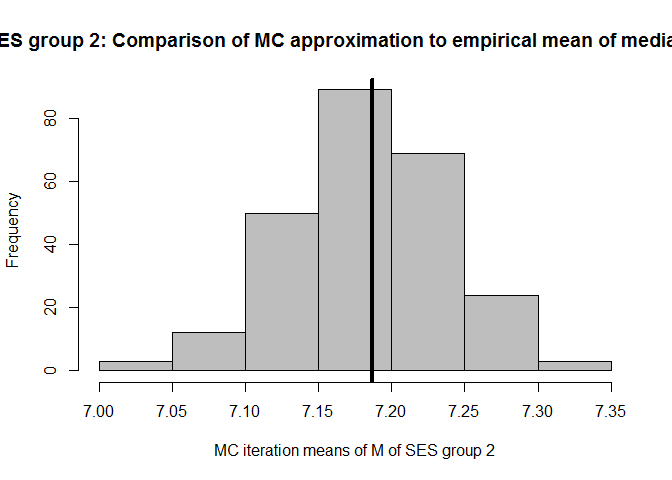 ES group 2: Comparison of MC approximation to empirical mean of media
Frequency
80
60
40
20
0
7.00 7.05 7.10 7.15 7.20 7.25 7.30 7.35
MC iteration means of M of SES group 2